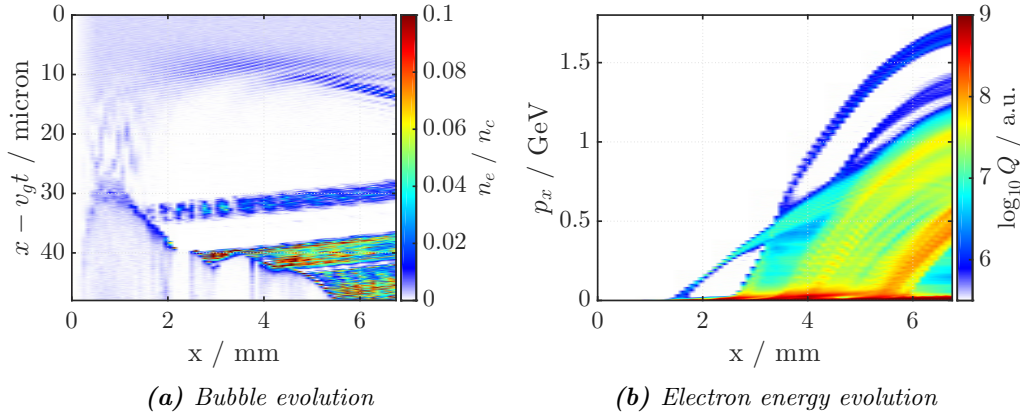 0
10
20
30
40
x − v_g t / micron
0 2 4 6
x / mm
0.1
0.08
0.06
0.04
0.02
0
n_e / n_c
(a) Bubble evolution
1.5
1
0.5
0
p_x / GeV
0 2 4 6
x / mm
9
8
7
6
log₁₀ Q / a.u.
(b) Electron energy evolution